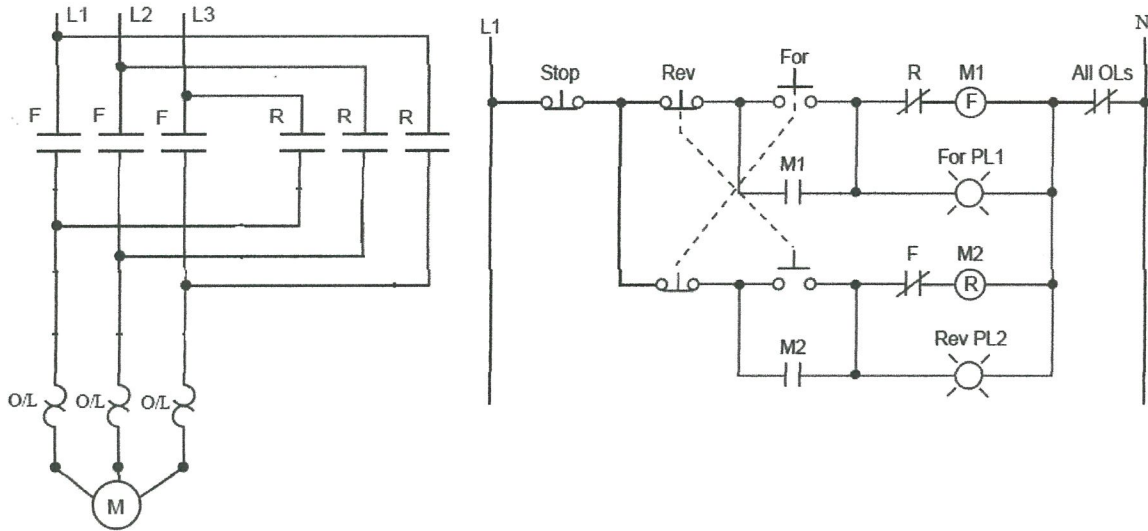 L1 L2 L3
F F F R R R
O/L O/L O/L
M
L1 N
Stop Rev For R M1 All OLs
F
M1 For PL1
F M2
R
M2 Rev PL2